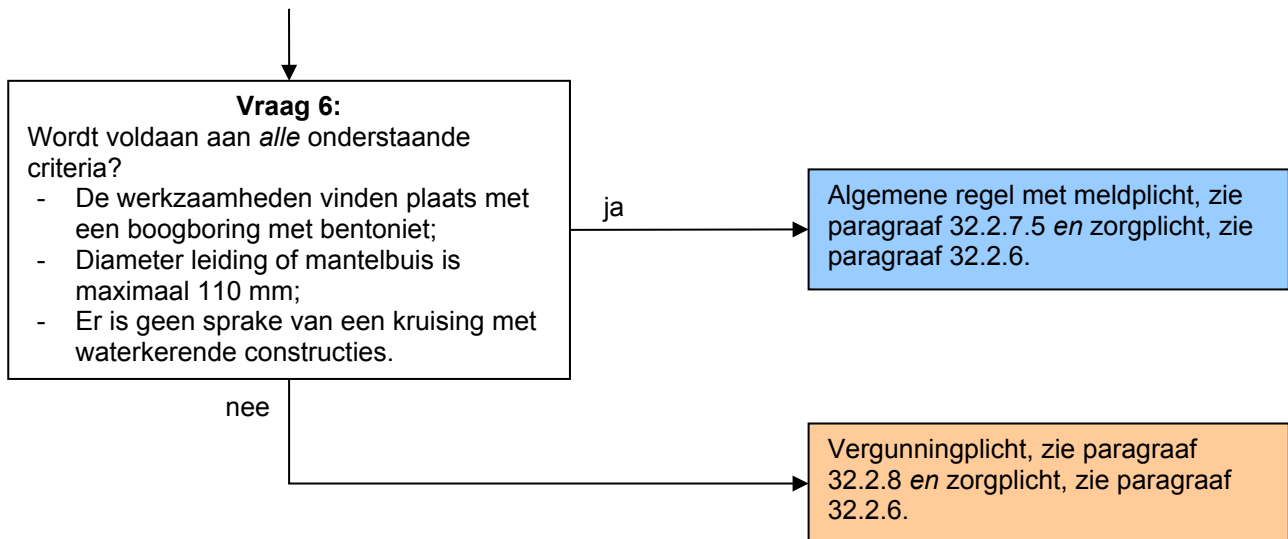 Vraag 6:
Wordt voldaan aan alle onderstaande
criteria?
- De werkzaamheden vinden plaats met
een boogboring met bentoniet;
- Diameter leiding of mantelbuis is
maximaal 110 mm;
- Er is geen sprake van een kruising met
waterkerende constructies.
ja
Algemene regel met meldplicht, zie
paragraaf 32.2.7.5 en zorgplicht, zie
paragraaf 32.2.6.
nee
Vergunningplicht, zie paragraaf
32.2.8 en zorgplicht, zie paragraaf
32.2.6.